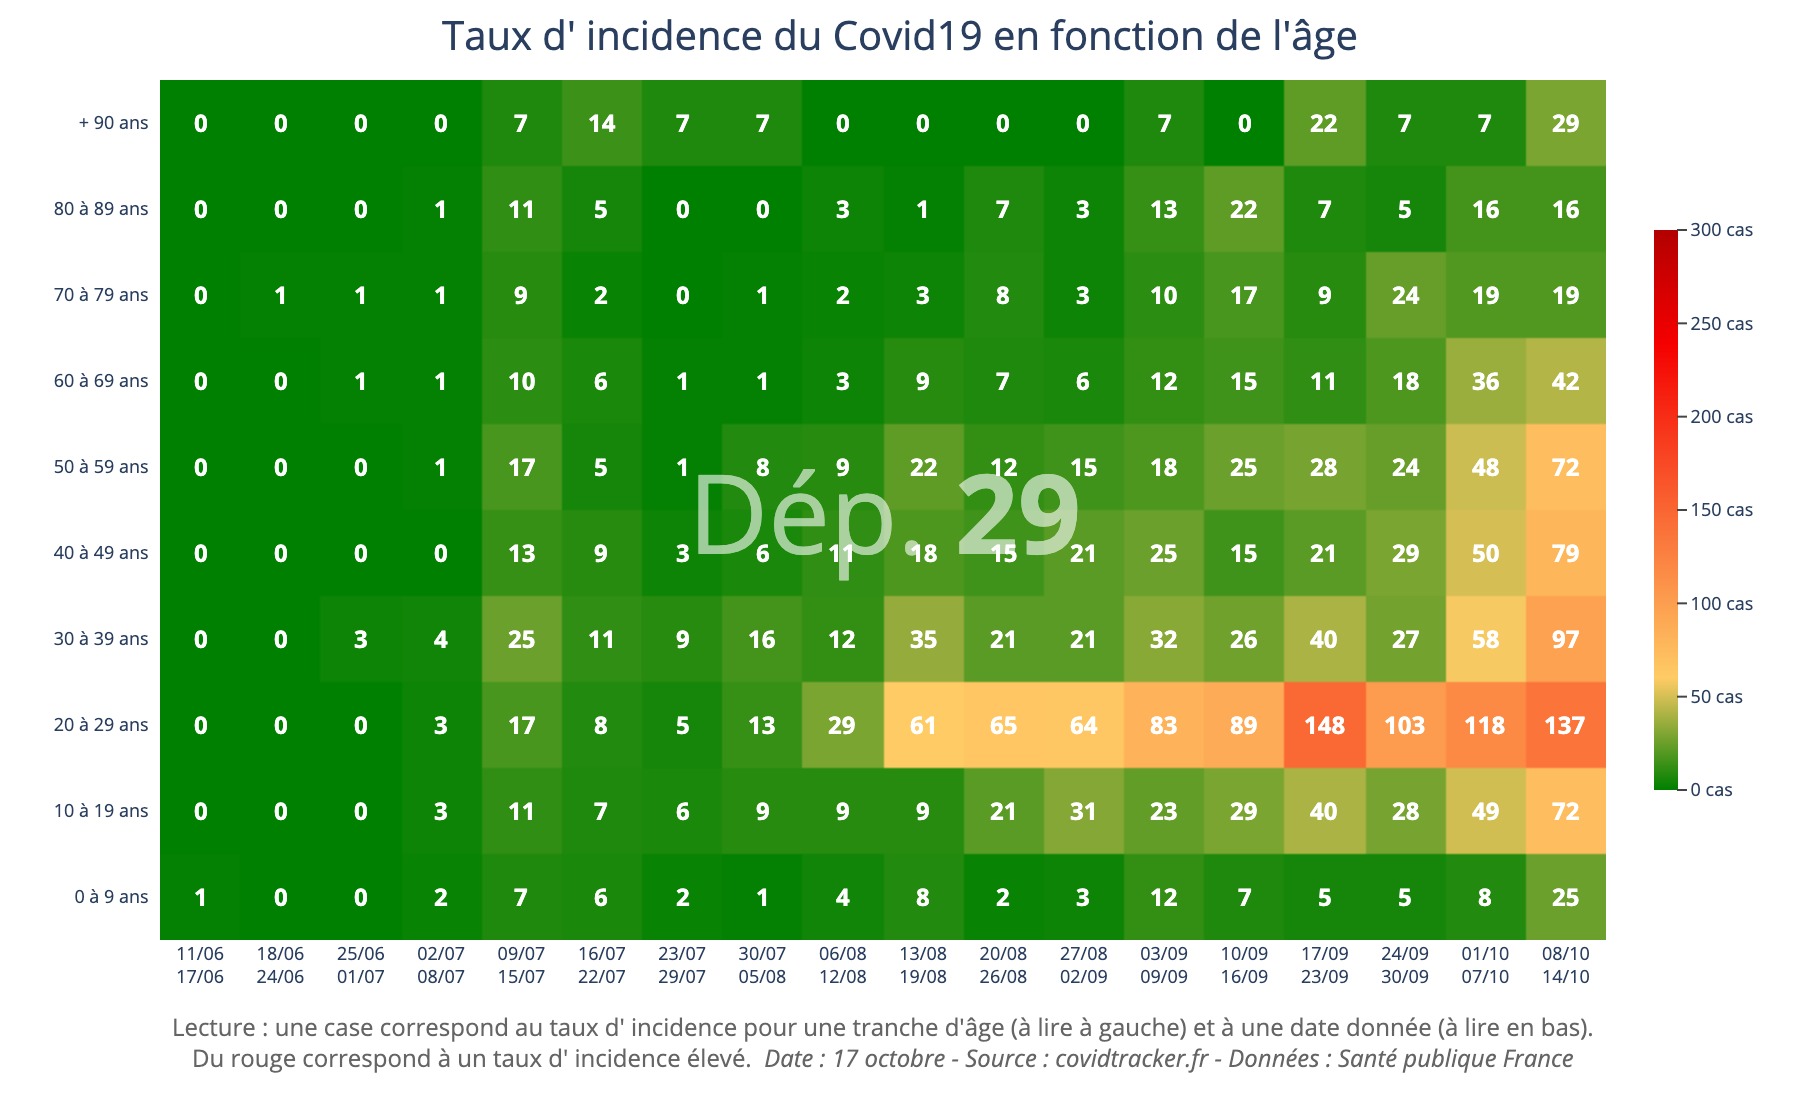 Taux d' incidence du Covid19 en fonction de l'âge
+ 90 ans 0 0 0 0 7 14 7 7 0 0 0 0 7 0 22 7 7 29
80 à 89 ans 0 0 0 1 11 5 0 0 3 1 7 3 13 22 7 5 16 16
70 à 79 ans 0 1 1 1 9 2 0 1 2 3 8 3 10 17 9 24 19 19
60 à 69 ans 0 0 1 1 10 6 1 1 3 9 7 6 12 15 11 18 36 42
50 à 59 ans 0 0 0 1 17 5 1 8 9 22 12 15 18 25 28 24 48 72
Dép. 29
40 à 49 ans 0 0 0 0 13 9 3 6 11 18 15 21 25 15 21 29 50 79
30 à 39 ans 0 0 3 4 25 11 9 16 12 35 21 21 32 26 40 27 58 97
20 à 29 ans 0 0 0 3 17 8 5 13 29 61 65 64 83 89 148 103 118 137
10 à 19 ans 0 0 0 3 11 7 6 9 9 9 21 31 23 29 40 28 49 72
0 à 9 ans 1 0 0 2 7 6 2 1 4 8 2 3 12 7 5 5 8 25
11/06 18/06 25/06 02/07 09/07 16/07 23/07 30/07 06/08 13/08 20/08 27/08 03/09 10/09 17/09 24/09 01/10 08/10
17/06 24/06 01/07 08/07 15/07 22/07 29/07 05/08 12/08 19/08 26/08 02/09 09/09 16/09 23/09 30/09 07/10 14/10
300 cas
250 cas
200 cas
150 cas
100 cas
50 cas
0 cas
Lecture : une case correspond au taux d' incidence pour une tranche d'âge (à lire à gauche) et à une date donnée (à lire en bas).
Du rouge correspond à un taux d' incidence élevé. Date : 17 octobre - Source : covidtracker.fr - Données : Santé publique France